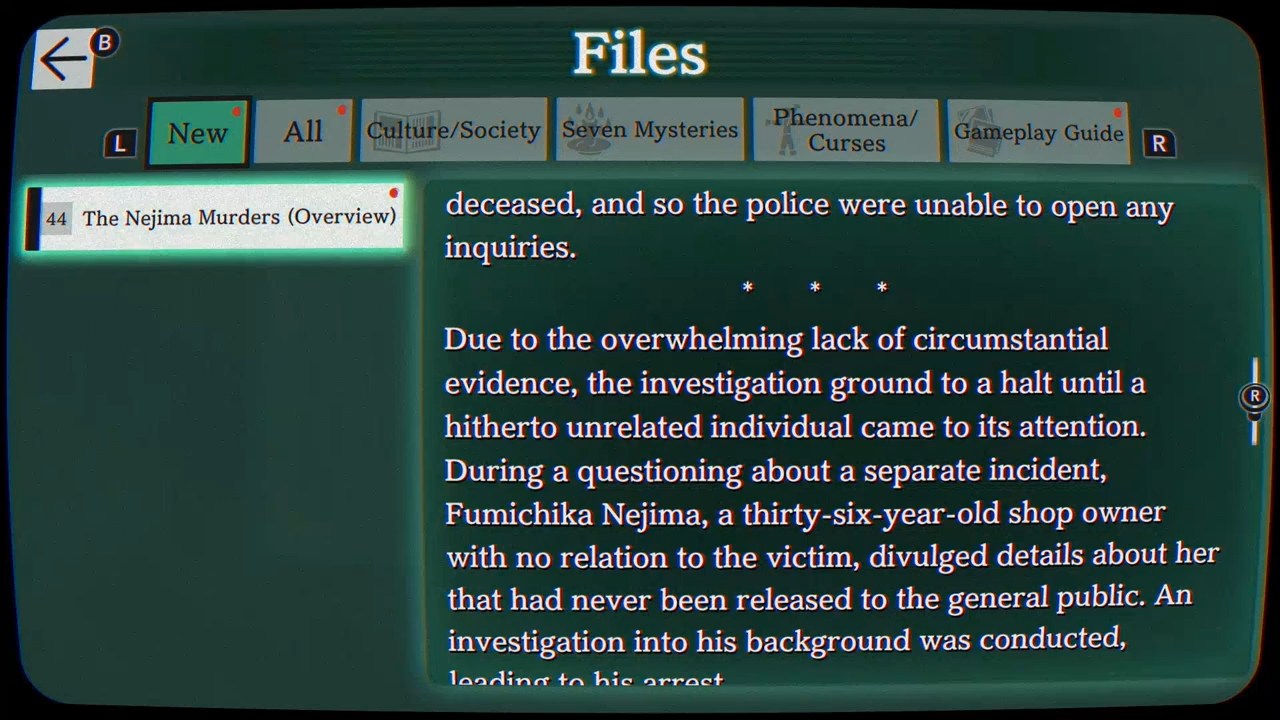 B
Files
L
New
All
Culture/Society
Seven Mysteries
Phenomena/
Curses
Gameplay Guide
R
44 The Nejima Murders (Overview)
deceased, and so the police were unable to open any
inquiries.
* * *
Due to the overwhelming lack of circumstantial
evidence, the investigation ground to a halt until a
hitherto unrelated individual came to its attention.
During a questioning about a separate incident,
Fumichika Nejima, a thirty-six-year-old shop owner
with no relation to the victim, divulged details about her
that had never been released to the general public. An
investigation into his background was conducted,
leading to his arrest
R